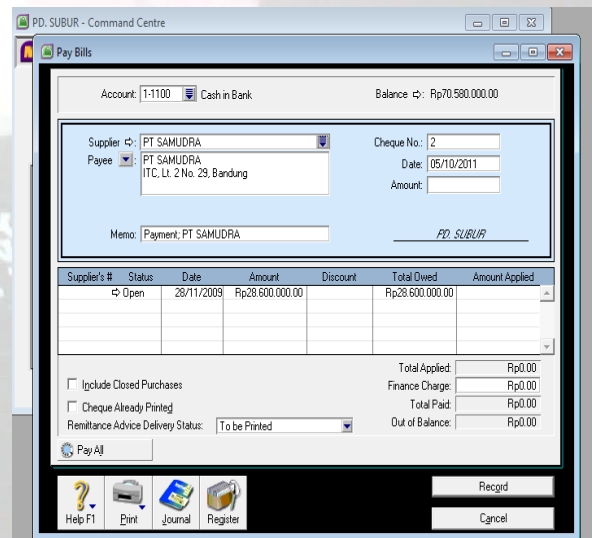 PD. SUBUR - Command Centre
Pay Bills
Account: 1-1100 Cash in Bank Balance Rp70.580.000.00
Supplier : PT SAMUDRA Cheque No.: 2
Payee : PT SAMUDRA Date: 05/10/2011
ITC, Lt. 2 No. 29, Bandung Amount:
Memo: Payment; PT SAMUDRA PD. SUBUR
Supplier's # Status Date Amount Discount Total Owed Amount Applied
Open 28/11/2009 Rp28.600.000.00 Rp28.600.000.00
Total Applied: Rp0.00
Include Closed Purchases Finance Charge: Rp0.00
Cheque Already Printed Total Paid: Rp0.00
Remittance Advice Delivery Status: To be Printed Out of Balance: Rp0.00
Pay All
Record
Help F1 Print Journal Register Cancel